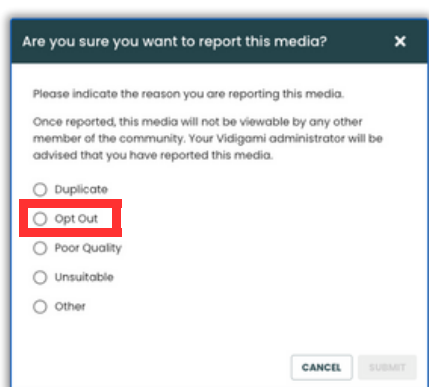 Are you sure you want to report this media?
Please indicate the reason you are reporting this media.
Once reported, this media will not be viewable by any other
member of the community. Your Vidigami administrator will be
advised that you have reported this media.
Duplicate
Opt Out
Poor Quality
Unsuitable
Other
CANCEL SUBMIT